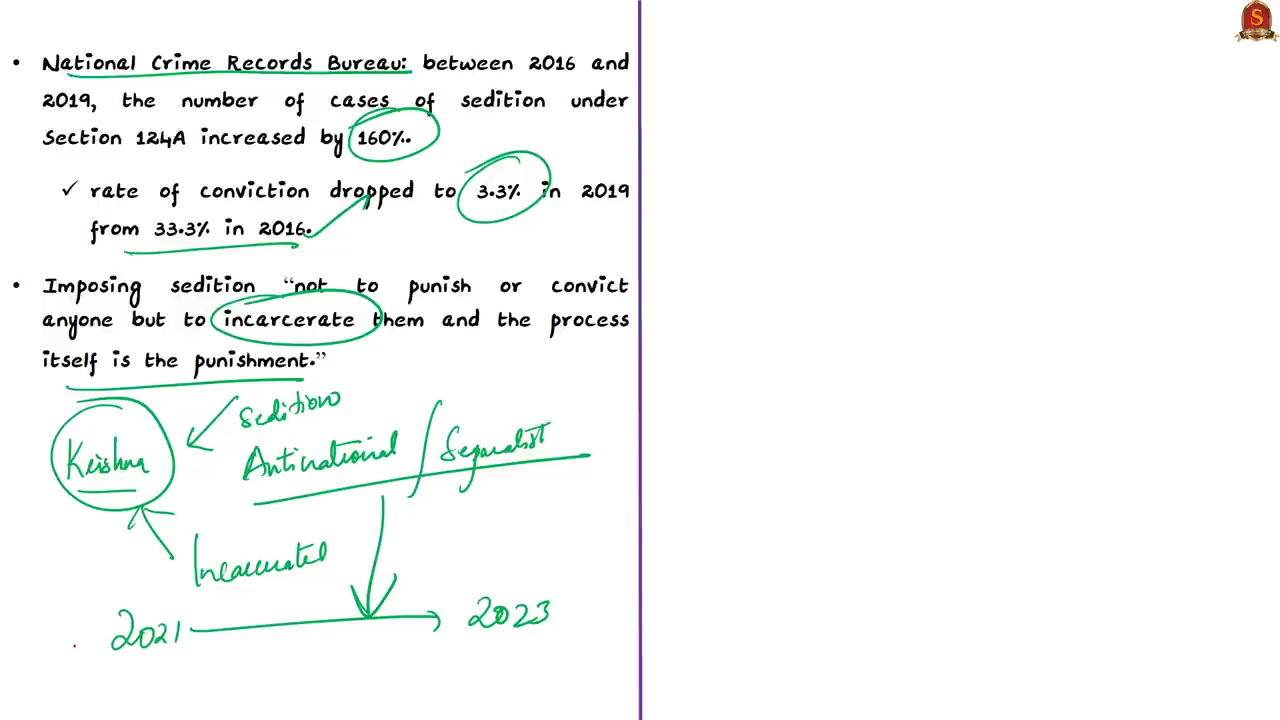 • National Crime Records Bureau: between 2016 and
2019, the number of cases of sedition under
Section 124A increased by 160%.
✓ rate of conviction dropped to 3.3% in 2019
from 33.3% in 2016.
• Imposing sedition “not to punish or convict
anyone but to incarcerate them and the process
itself is the punishment.”
Sedition
Krishna
Antinational / Separatist
Incarcerated
2021
2023
S